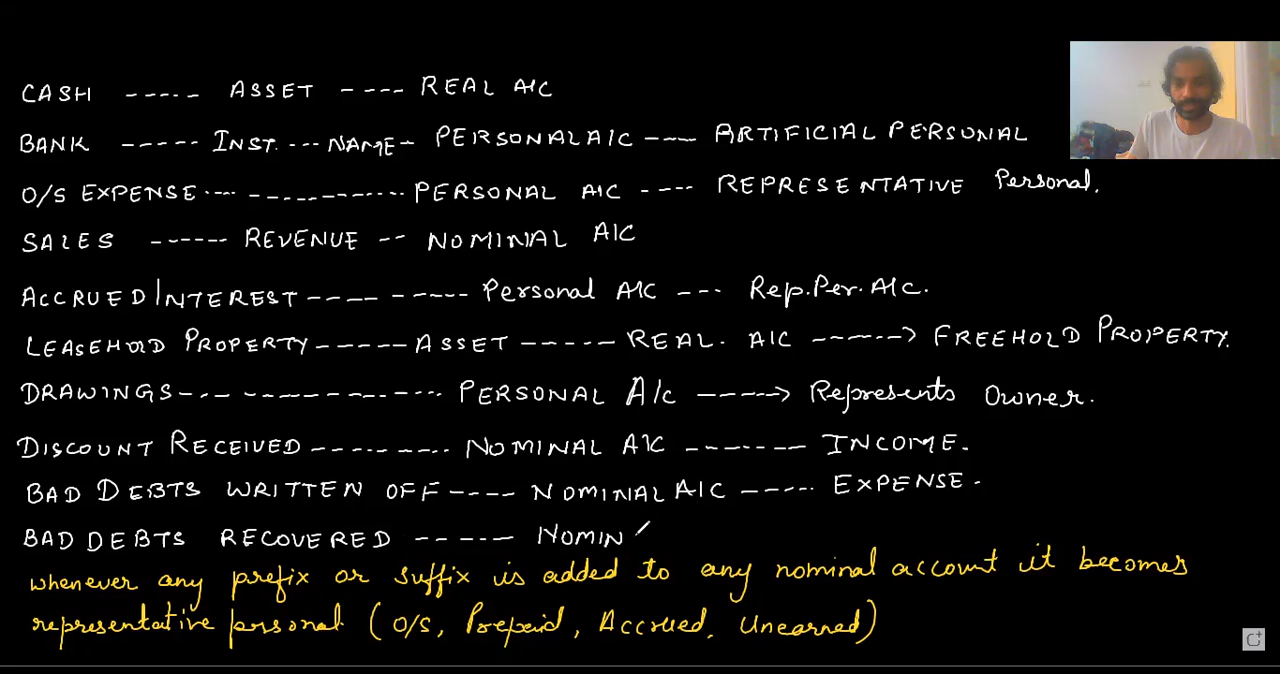 CASH ----- ASSET ---- REAL A/C
BANK ----- INST. --- NAME - PERSONAL A/C --- ARTIFICIAL PERSONAL
O/S EXPENSE ---- ---------- PERSONAL A/C ---- REPRESENTATIVE Personal.
SALES ------ REVENUE -- NOMINAL A/C
ACCRUED INTEREST ---- ------ Personal A/C --- Rep. Per. A/c.
LEASEHOLD PROPERTY ----- ASSET ----- REAL. A/C ------> FREEHOLD PROPERTY.
DRAWINGS --- ----------- PERSONAL A/c -----> Represents Owner.
DISCOUNT RECEIVED --------- NOMINAL A/C ------- INCOME.
BAD DEBTS WRITTEN OFF ---- NOMINAL A/C ----- EXPENSE.
BAD DEBTS RECOVERED ------ NOMIN
whenever any prefix or suffix is added to any nominal account it becomes
representative personal (O/S, Prepaid, Accrued, Unearned)